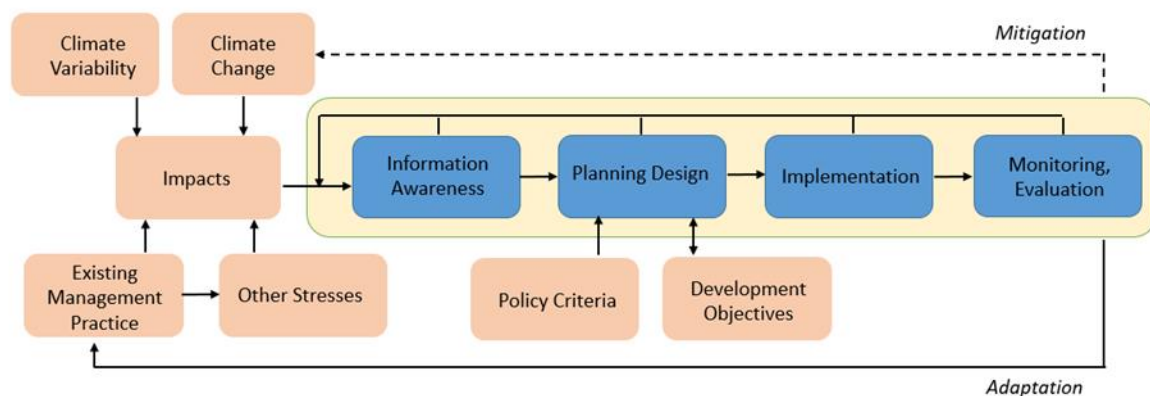 Climate
Variability
Climate
Change
Mitigation
Impacts
Information
Awareness
Planning Design
Implementation
Monitoring,
Evaluation
Existing
Management
Practice
Other Stresses
Policy Criteria
Development
Objectives
Adaptation